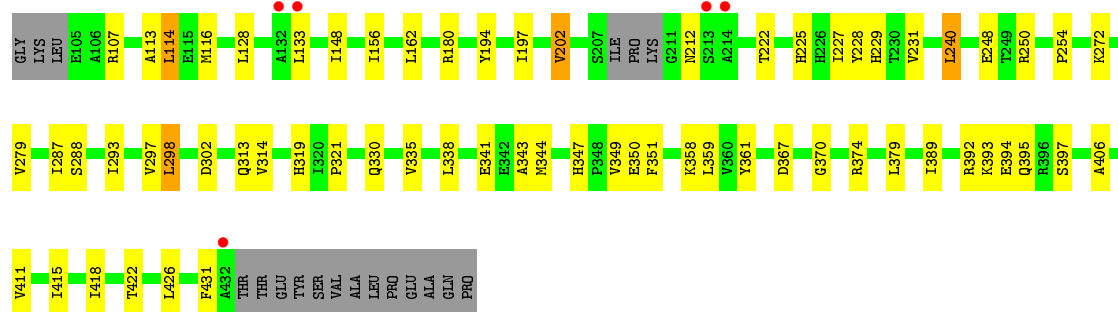 GLY LYS LEU E105 A106 R107 A113 L114 E115 M116 L128 A132 L133 I148 I156 L162 R180 Y194 I197 V202 S207 ILE PRO LYS G211 N212 S213 A214 T222 H225 H226 I227 Y228 H229 T230 V231 L240 E248 T249 R250 P254 K272
V279 I287 S288 I293 V297 L298 D302 Q313 V314 H319 I320 P321 Q330 V335 L338 E341 E342 A343 M344 H347 P348 V349 E350 F351 K358 L359 V360 Y361 D367 G370 R374 L379 I389 R392 K393 E394 Q395 R396 S397 A406
V411 I415 I418 T422 L426 F431 A432 THR THR GLU TYR SER VAL ALA LEU PRO GLU ALA GLN PRO